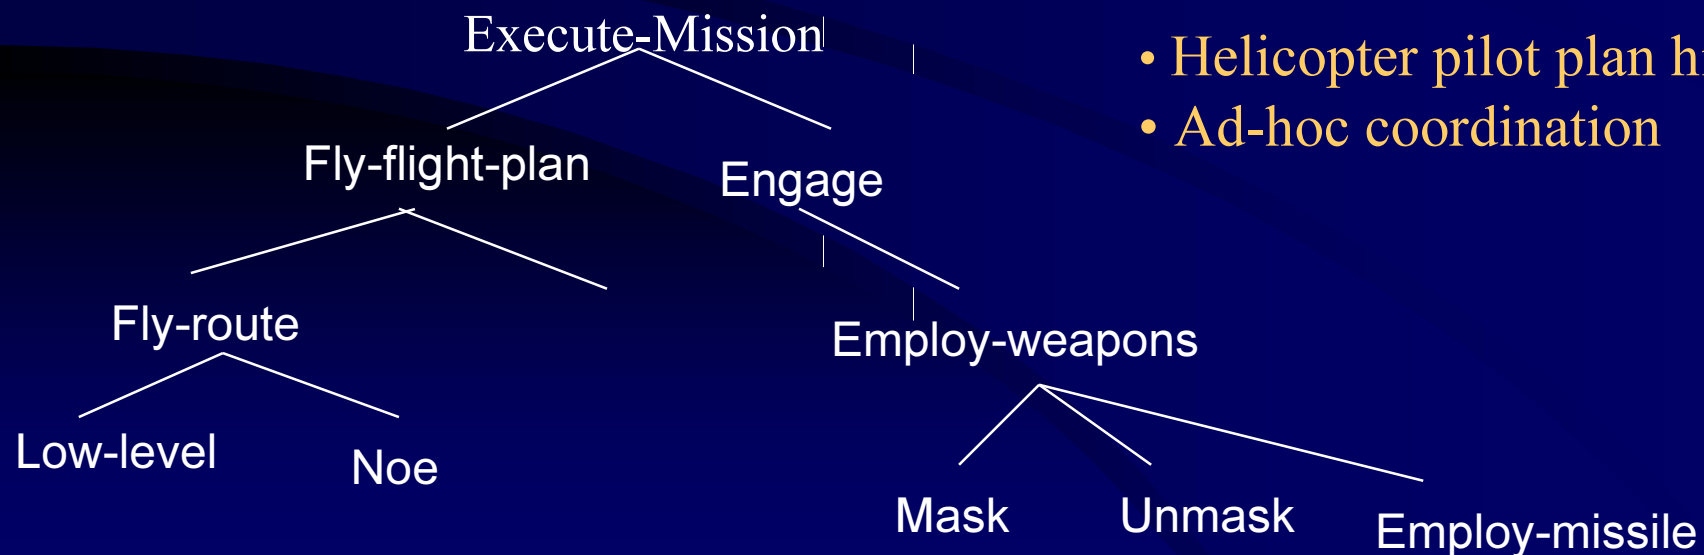 Execute-Mission
• Helicopter pilot plan
• Ad-hoc coordination
Fly-flight-plan
Engage
Fly-route
Employ-weapons
Low-level
Noe
Mask
Unmask
Employ-missile